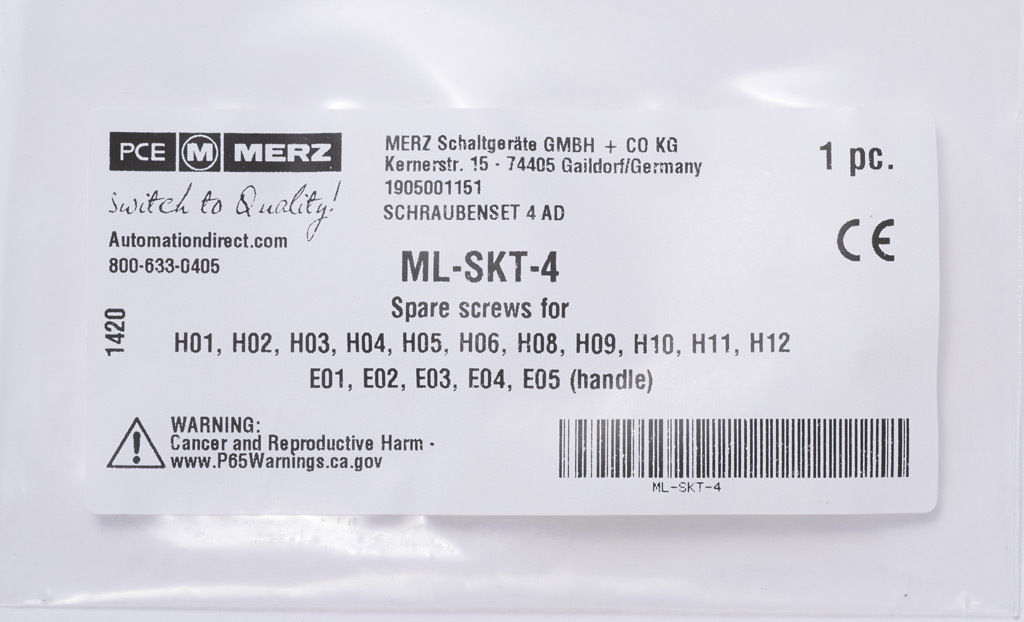 PCE M MERZ
Switch to Quality!
Automationdirect.com
800-633-0405
MERZ Schaltgeräte GMBH + CO KG
Kernerstr. 15 - 74405 Gaildorf/Germany
1905001151
SCHRAUBENSET 4 AD
1 pc.
CE
ML-SKT-4
Spare screws for
H01, H02, H03, H04, H05, H06, H08, H09, H10, H11, H12
E01, E02, E03, E04, E05 (handle)
1420
WARNING:
Cancer and Reproductive Harm -
www.P65Warnings.ca.gov
ML-SKT-4